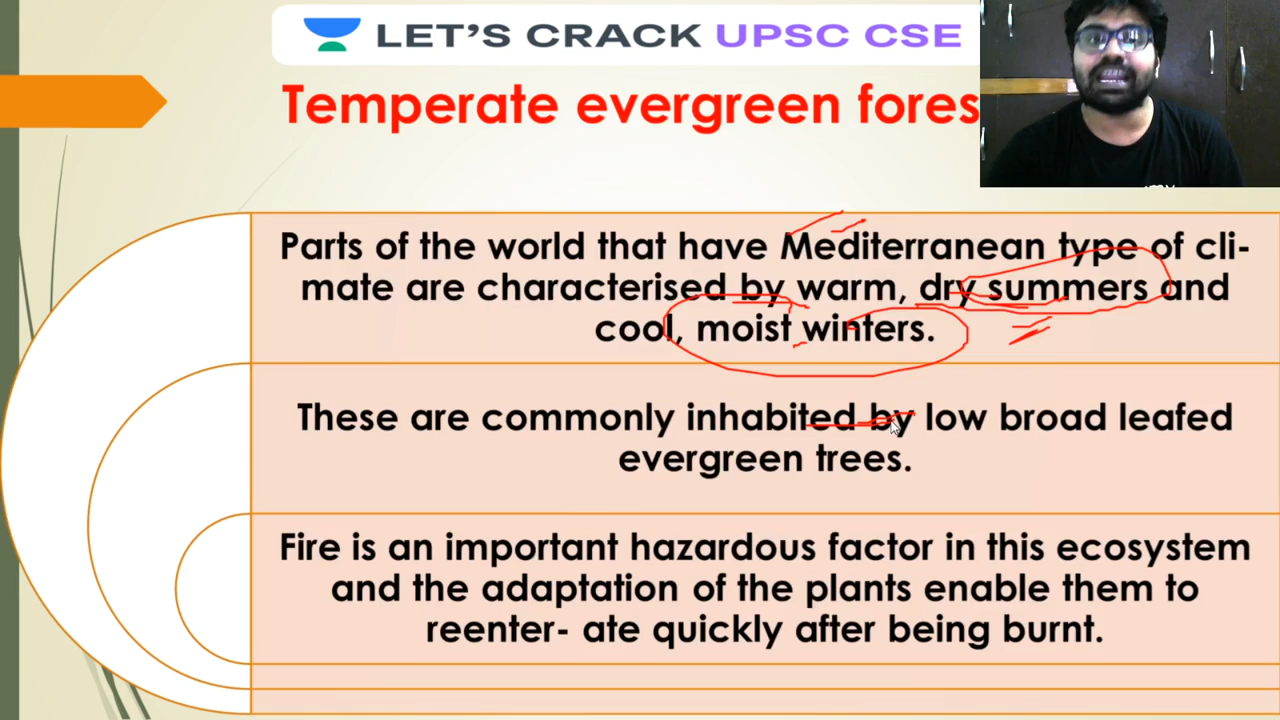 LET'S CRACK UPSC CSE
Temperate evergreen fores
Parts of the world that have Mediterranean type of cli-
mate are characterised by warm, dry summers and
cool, moist winters.
These are commonly inhabited by low broad leafed
evergreen trees.
Fire is an important hazardous factor in this ecosystem
and the adaptation of the plants enable them to
reenter- ate quickly after being burnt.